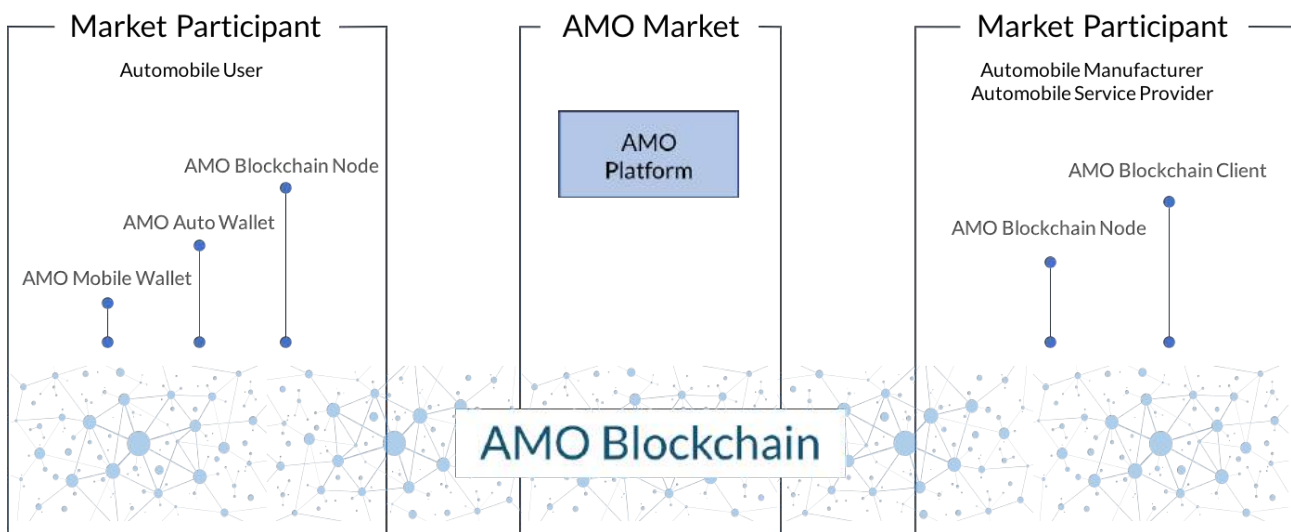 Market Participant
Automobile User
AMO Blockchain Node
AMO Auto Wallet
AMO Mobile Wallet
AMO Market
AMO
Platform
Market Participant
Automobile Manufacturer
Automobile Service Provider
AMO Blockchain Client
AMO Blockchain Node
AMO Blockchain